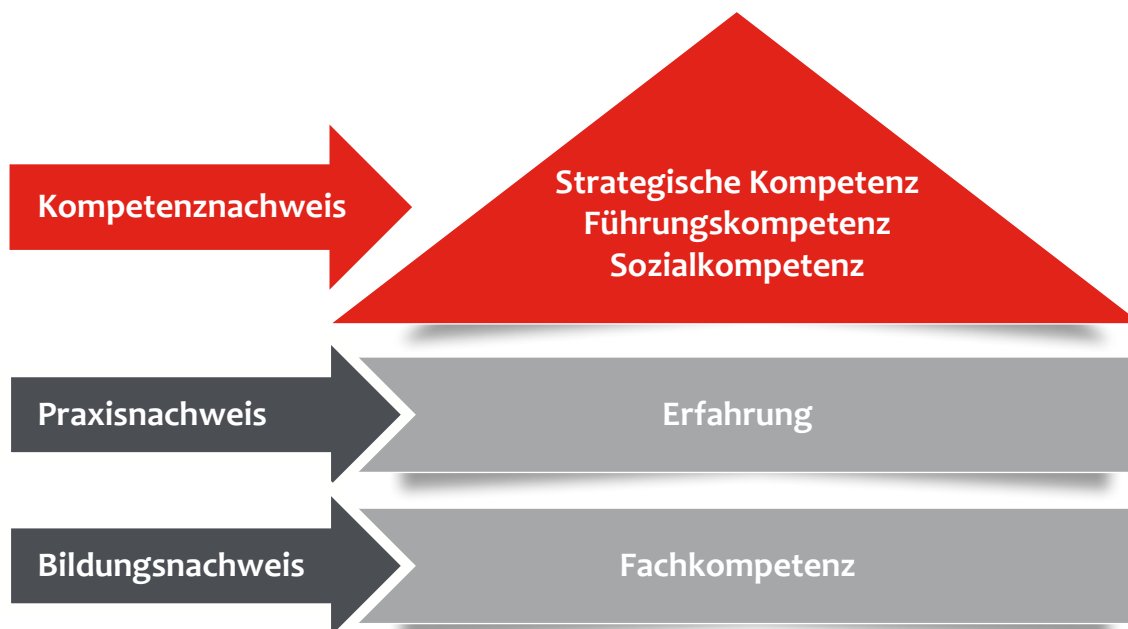 Kompetenznachweis
Strategische Kompetenz
Führungskompetenz
Sozialkompetenz
Praxisnachweis
Erfahrung
Bildungsnachweis
Fachkompetenz